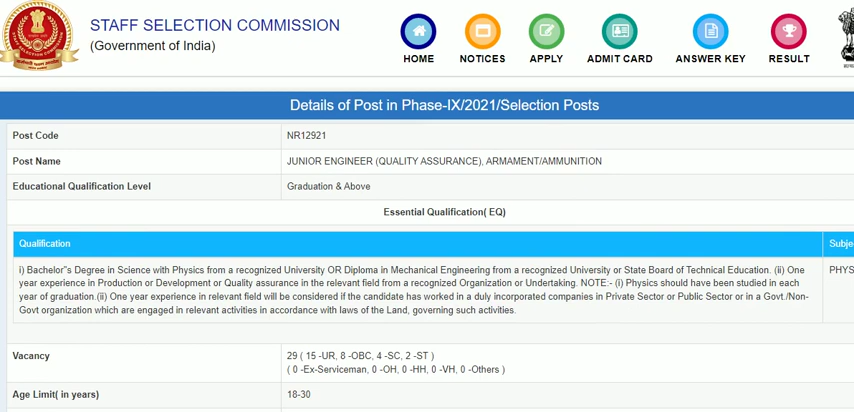 STAFF SELECTION COMMISSION
(Government of India)
HOME
NOTICES
APPLY
ADMIT CARD
ANSWER KEY
RESULT
Details of Post in Phase-IX/2021/Selection Posts
Post Code NR12921
Post Name JUNIOR ENGINEER (QUALITY ASSURANCE), ARMAMENT/AMMUNITION
Educational Qualification Level Graduation & Above
Essential Qualification( EQ)
Qualification Subje
i) Bachelor"s Degree in Science with Physics from a recognized University OR Diploma in Mechanical Engineering from a recognized University or State Board of Technical Education. (ii) One PHYS
year experience in Production or Development or Quality assurance in the relevant field from a recognized Organization or Undertaking. NOTE:- (i) Physics should have been studied in each
year of graduation.(ii) One year experience in relevant field will be considered if the candidate has worked in a duly incorporated companies in Private Sector or Public Sector or in a Govt./Non-
Govt organization which are engaged in relevant activities in accordance with laws of the Land, governing such activities.
Vacancy 29 ( 15 -UR, 8 -OBC, 4 -SC, 2 -ST )
( 0 -Ex-Serviceman, 0 -OH, 0 -HH, 0 -VH, 0 -Others )
Age Limit( in years) 18-30